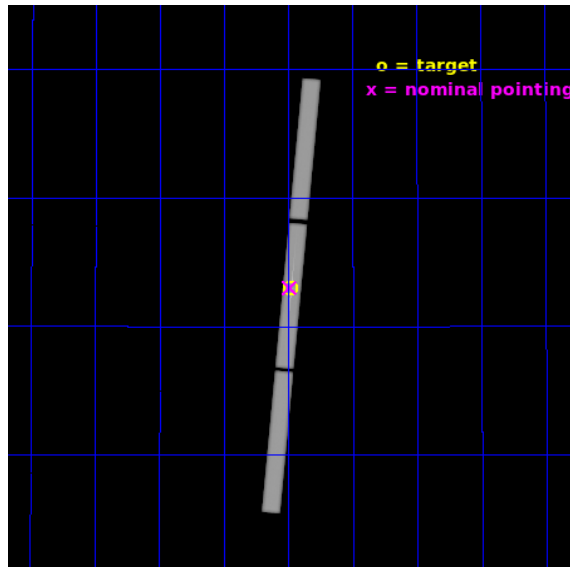 o = target
x = nominal pointing